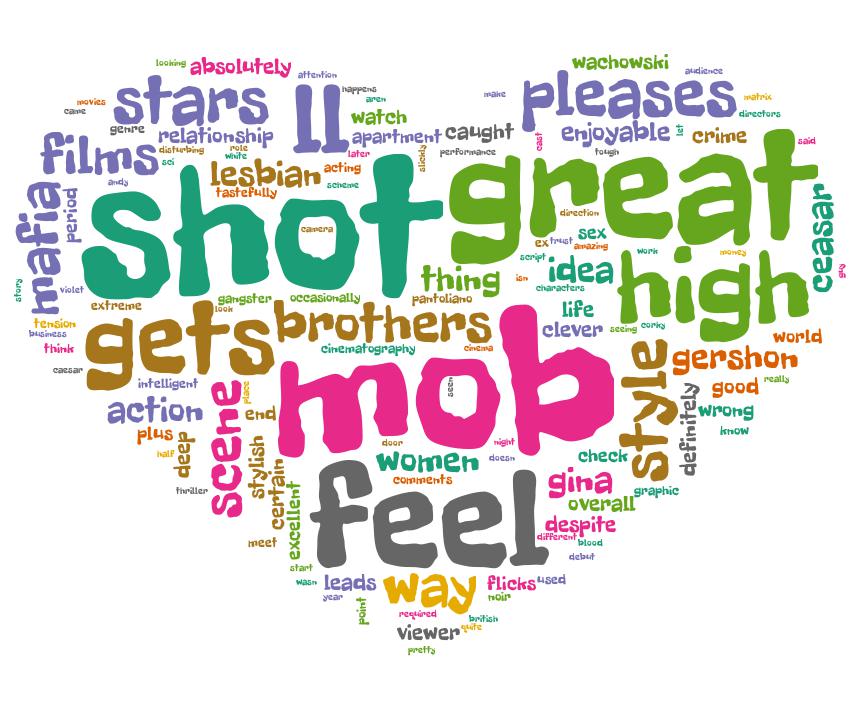 looking
absolutely
attention
wachowski
audience
movies
came
stars
ll
happens
aren
watch
make
pleases
matrix
directors
genre
relationship
apartment
caught
enjoyable
let
crime
films
disturbing
role
white
later
performance
cast
tough
said
sci
lesbian
acting
slickly
great
andy
tastefully
scheme
mafia
period
shot
camera
direction
ceasar
sex
ex
trust
amazing
script
work
money
guy
story
violet
thing
isn
idea
characters
high
extreme
gangster
occasionally
pantoliano
look
life
tension
business
gets
brothers
clever
seeing
corky
world
think
cinematography
cinema
gershon
caesar
intelligent
mob
seen
style
good
really
action
scene
place
end
definitely
wrong
plus
half
deep
door
night
know
stylish
women
doesn
check
thriller
certain
comments
feel
gina
graphic
overall
excellent
despite
different
blood
meet
debut
start
wasn
leads
way
flicks
used
year
point
noir
required
british
viewer
quite
pretty